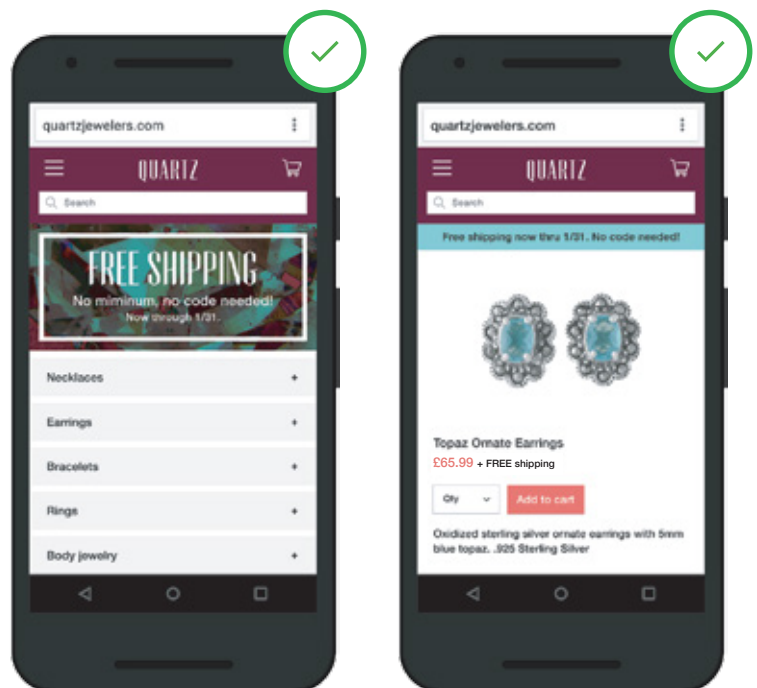 quartzjewelers.com
QUARTZ
Search
FREE SHIPPING
No miminum, no code needed!
Now through 1/31.
Necklaces +
Earrings +
Bracelets +
Rings +
Body jewelry +
quartzjewelers.com
QUARTZ
Search
Free shipping now thru 1/31. No code needed!
Topaz Ornate Earrings
£65.99 + FREE shipping
Qty Add to cart
Oxidized sterling silver ornate earrings with 5mm
blue topaz. .925 Sterling Silver